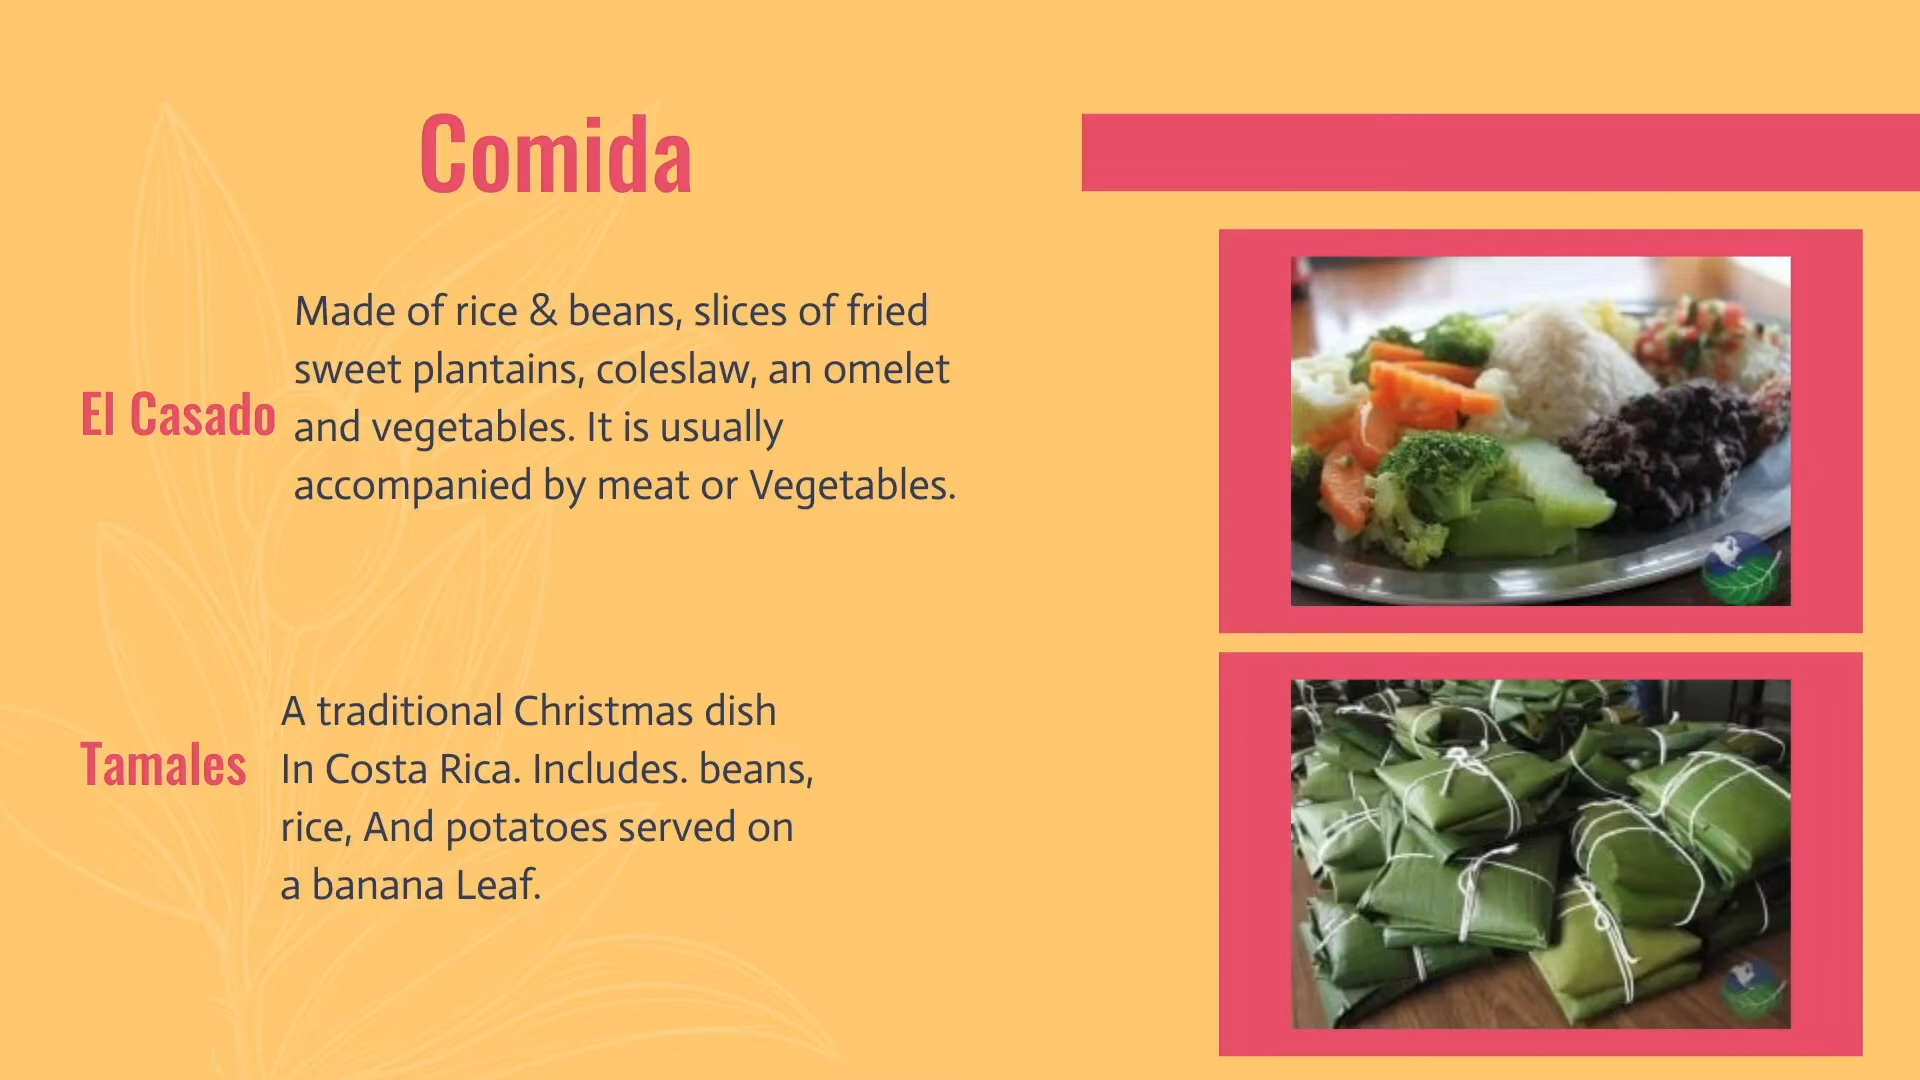 Comida
El Casado
Made of rice & beans, slices of fried
sweet plantains, coleslaw, an omelet
and vegetables. It is usually
accompanied by meat or Vegetables.
Tamales
A traditional Christmas dish
In Costa Rica. Includes. beans,
rice, And potatoes served on
a banana Leaf.